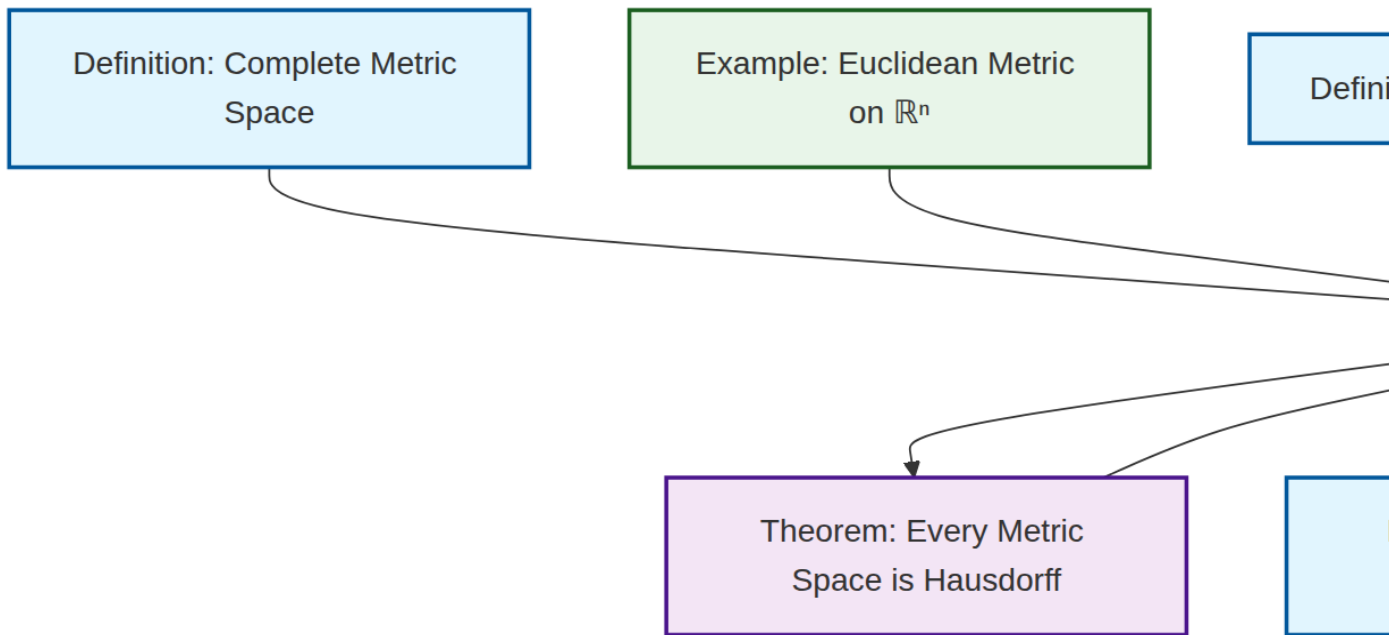 Definition: Complete Metric
Space
Example: Euclidean Metric
on ℝⁿ
Theorem: Every Metric
Space is Hausdorff